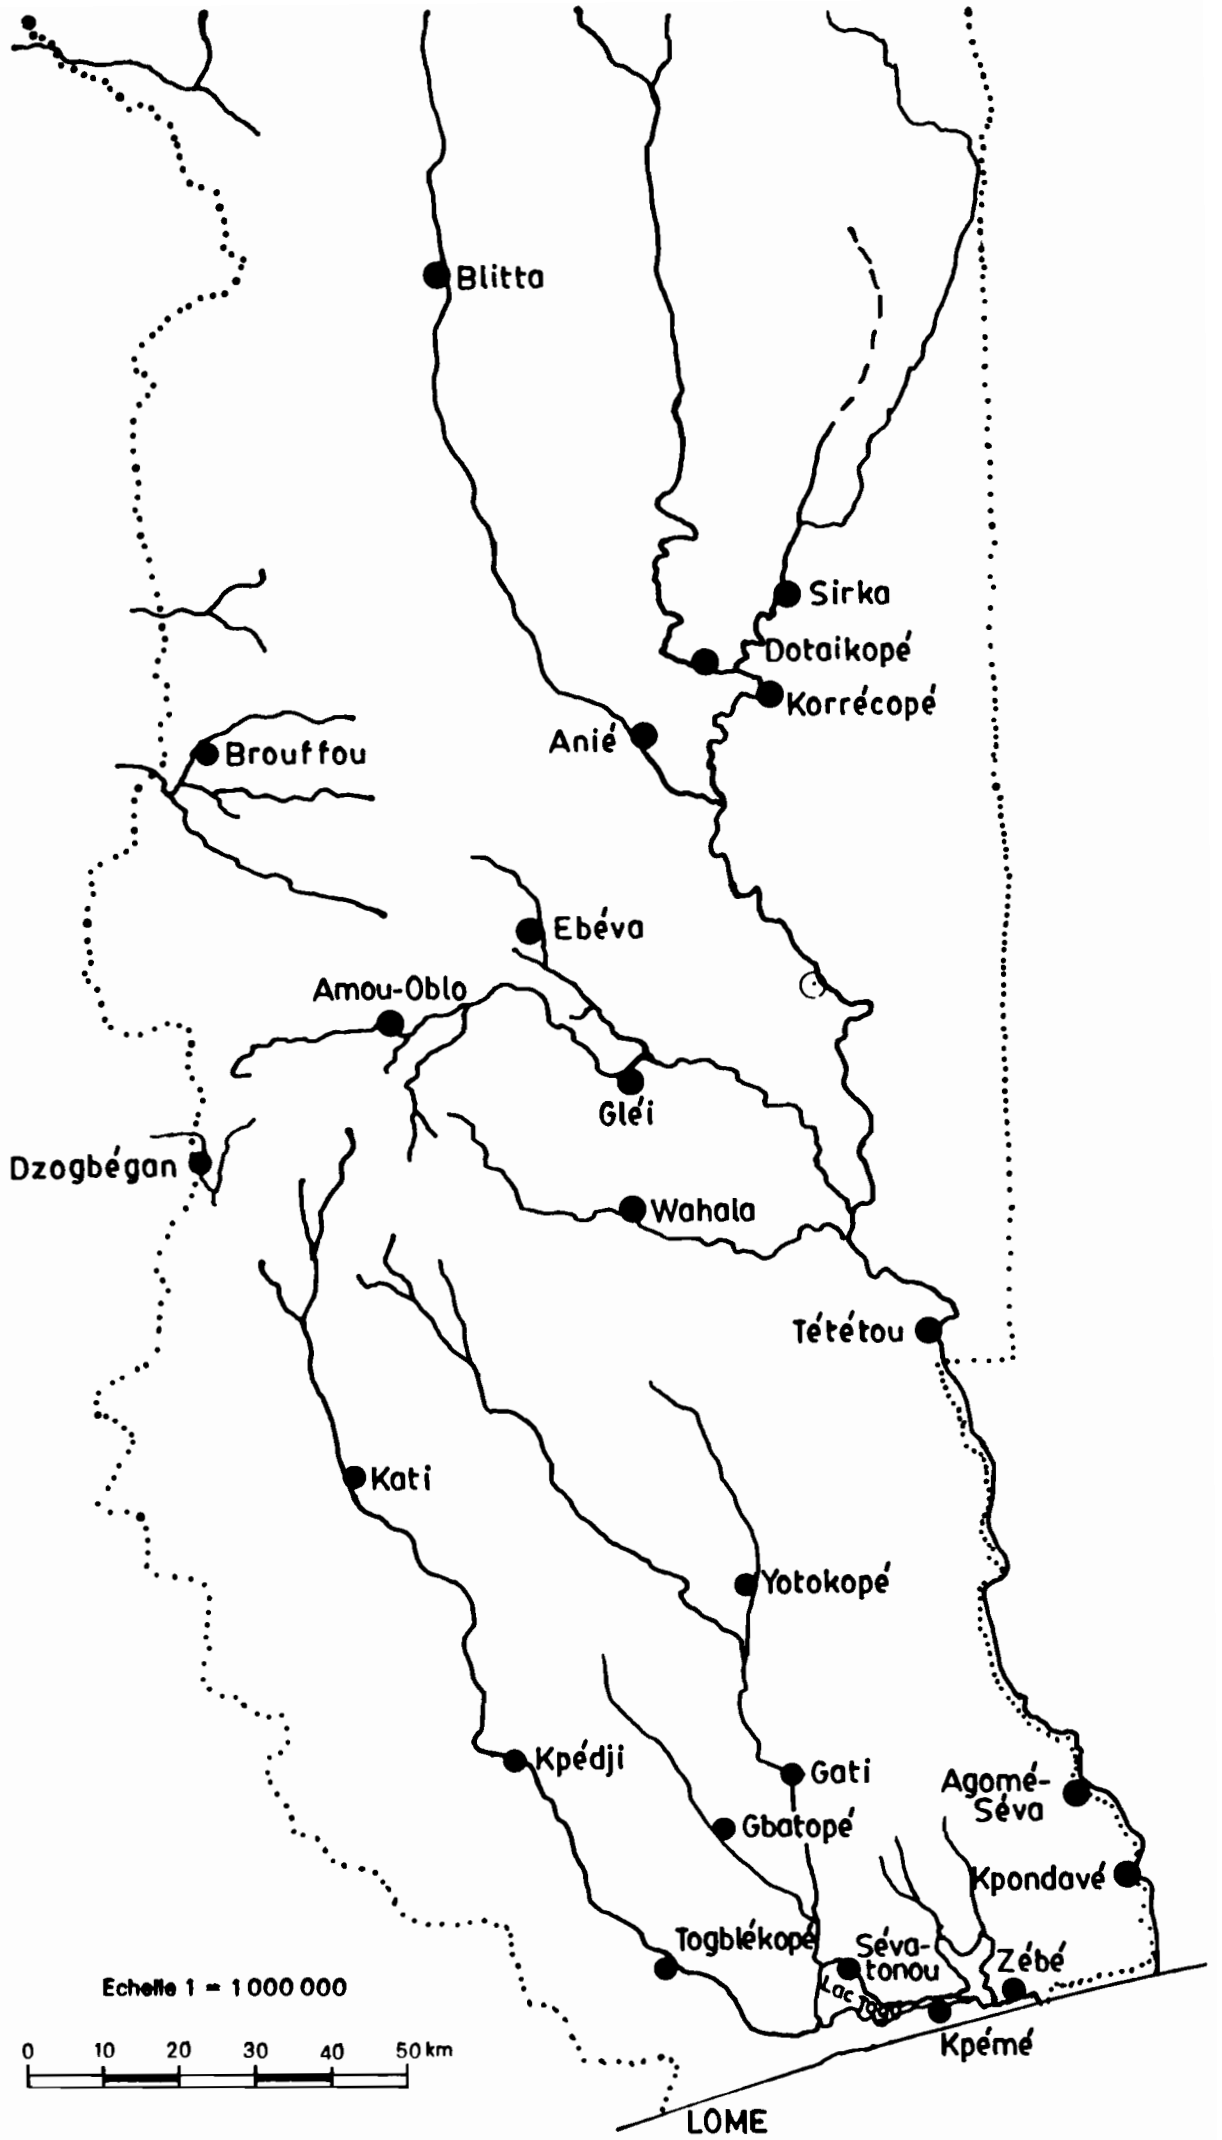 Blitta
Sirka
Dotaikopé
Korrécopé
Anié
Brouffou
Ebéva
Amou-Oblo
Gléi
Dzogbégan
Wahala
Tététou
Kati
Yotokopé
Kpédji
Gati
Agomé-
Séva
Gbatopé
Kpondavé
Togblékopé
Séva-
tonou
Zébé
Lac Togo
Kpémé
Echelle 1 = 1 000 000
0 10 20 30 40 50 km
LOME